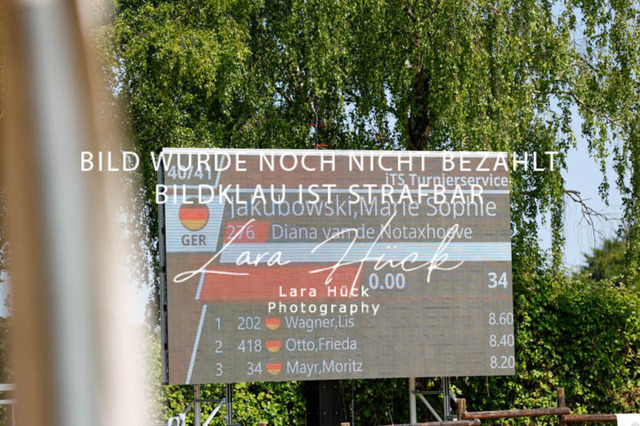 BILD WURDE NOCH NICHT BEZAHLT
BILDKLAU IST STRAFBAR
40/41
iTS Turnierservice
Jakubowski,Marie Sophie
GER
276 Diana van de Notaxhoeve
Lara Hück
0.00 34
Lara Hück
Photography
1 202 Wagner,Lis 8.60
2 418 Otto,Frieda 8.40
3 34 Mayr,Moritz 8.20